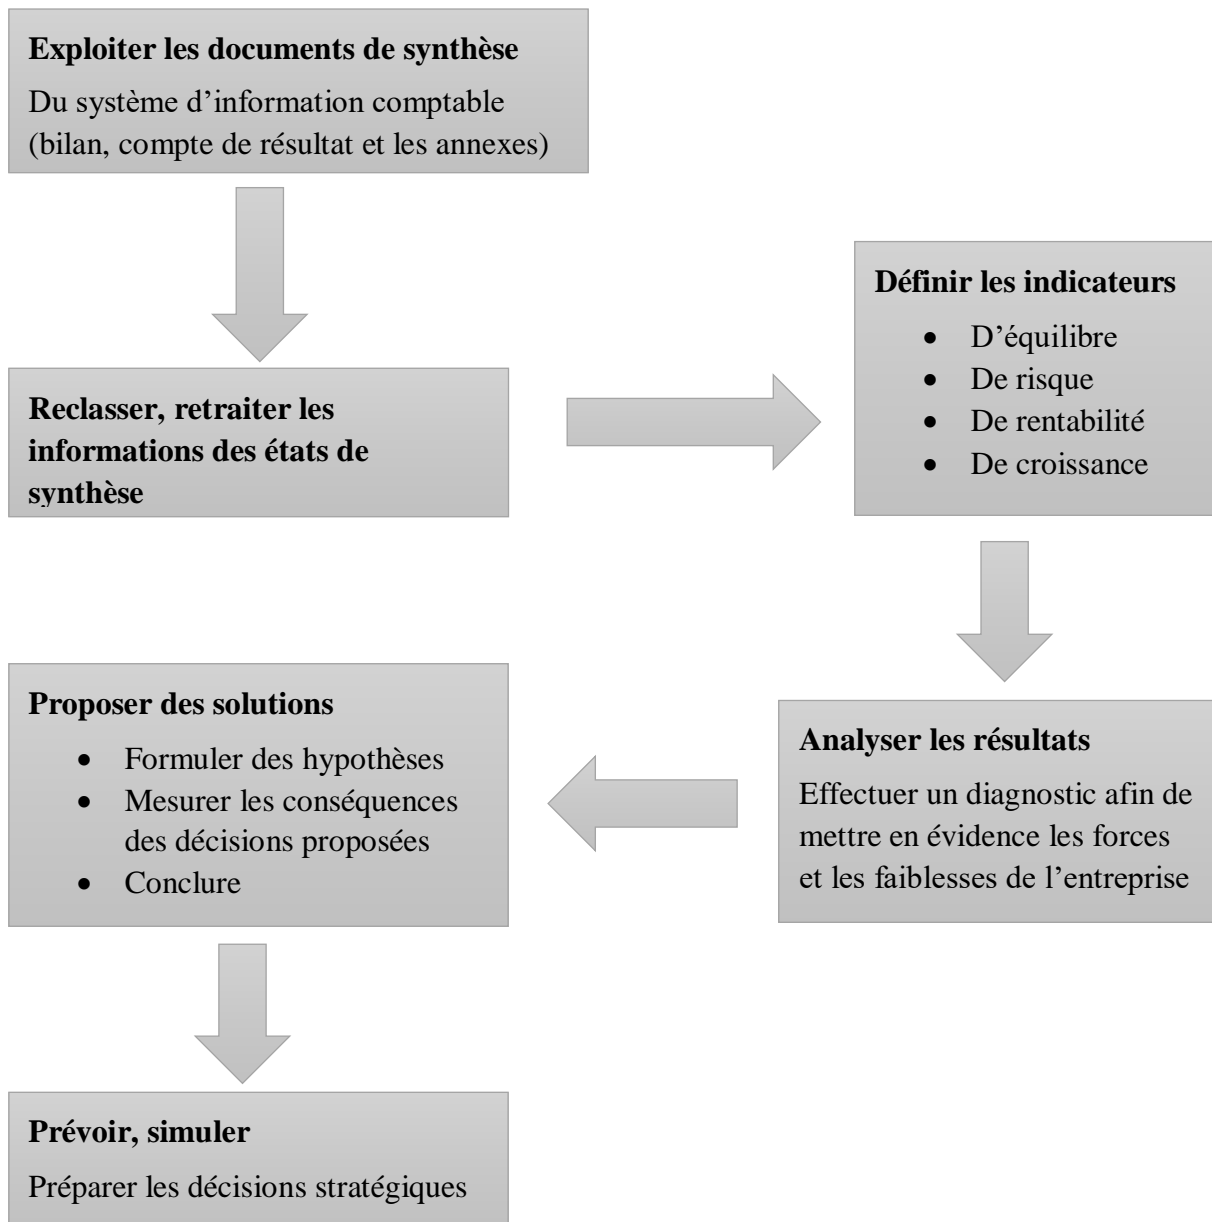 Exploiter les documents de synthèse
Du système d’information comptable
(bilan, compte de résultat et les annexes)
Reclasser, retraiter les
informations des états de
synthèse
Définir les indicateurs
• D’équilibre
• De risque
• De rentabilité
• De croissance
Analyser les résultats
Effectuer un diagnostic afin de
mettre en évidence les forces
et les faiblesses de l’entreprise
Proposer des solutions
• Formuler des hypothèses
• Mesurer les conséquences
des décisions proposées
• Conclure
Prévoir, simuler
Préparer les décisions stratégiques